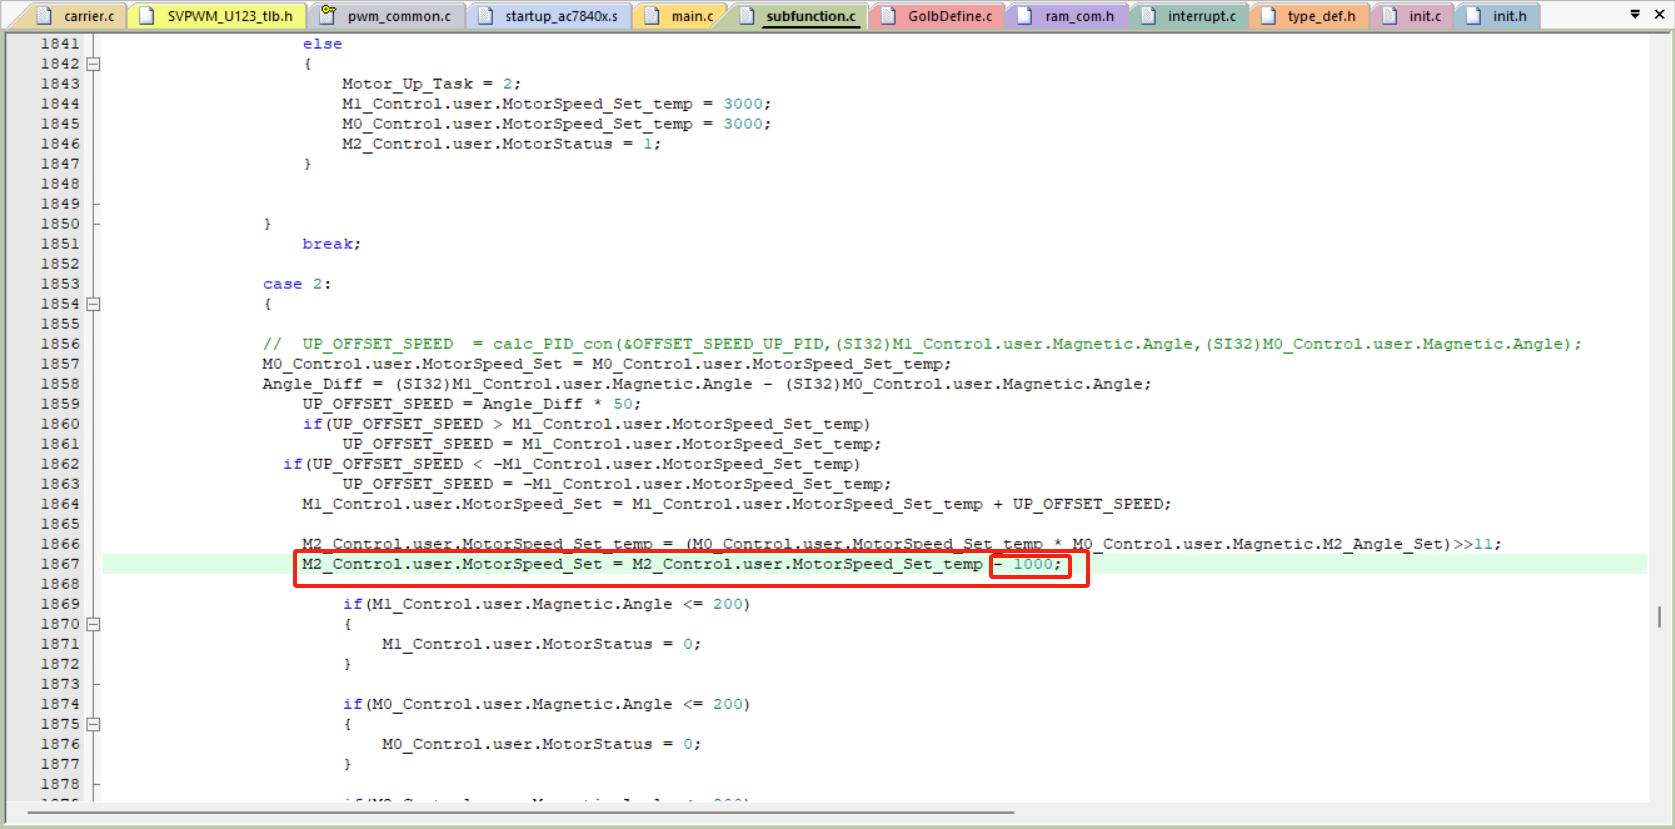 carrier.c SVPWM_U123_tlb.h pwm_common.c startup_ac7840x.s main.c subfunction.c GolbDefine.c ram_com.h interrupt.c type_def.h init.c init.h
1841 else
1842 {
1843 Motor_Up_Task = 2;
1844 M1_Control.user.MotorSpeed_Set_temp = 3000;
1845 M0_Control.user.MotorSpeed_Set_temp = 3000;
1846 M2_Control.user.MotorStatus = 1;
1847 }
1848
1849
1850 }
1851 break;
1852
1853 case 2:
1854 {
1855
1856 // UP_OFFSET_SPEED = calc_PID_con(&OFFSET_SPEED_UP_PID,(SI32)M1_Control.user.Magnetic.Angle,(SI32)M0_Control.user.Magnetic.Angle);
1857 M0_Control.user.MotorSpeed_Set = M0_Control.user.MotorSpeed_Set_temp;
1858 Angle_Diff = (SI32)M1_Control.user.Magnetic.Angle - (SI32)M0_Control.user.Magnetic.Angle;
1859 UP_OFFSET_SPEED = Angle_Diff * 50;
1860 if(UP_OFFSET_SPEED > M1_Control.user.MotorSpeed_Set_temp)
1861 UP_OFFSET_SPEED = M1_Control.user.MotorSpeed_Set_temp;
1862 if(UP_OFFSET_SPEED < -M1_Control.user.MotorSpeed_Set_temp)
1863 UP_OFFSET_SPEED = -M1_Control.user.MotorSpeed_Set_temp;
1864 M1_Control.user.MotorSpeed_Set = M1_Control.user.MotorSpeed_Set_temp + UP_OFFSET_SPEED;
1865
1866 M2_Control.user.MotorSpeed_Set_temp = (M0_Control.user.MotorSpeed_Set_temp * M0_Control.user.Magnetic.M2_Angle_Set)>>11;
1867 M2_Control.user.MotorSpeed_Set = M2_Control.user.MotorSpeed_Set_temp - 1000;
1868
1869 if(M1_Control.user.Magnetic.Angle <= 200)
1870 {
1871 M1_Control.user.MotorStatus = 0;
1872 }
1873
1874 if(M0_Control.user.Magnetic.Angle <= 200)
1875 {
1876 M0_Control.user.MotorStatus = 0;
1877 }
1878